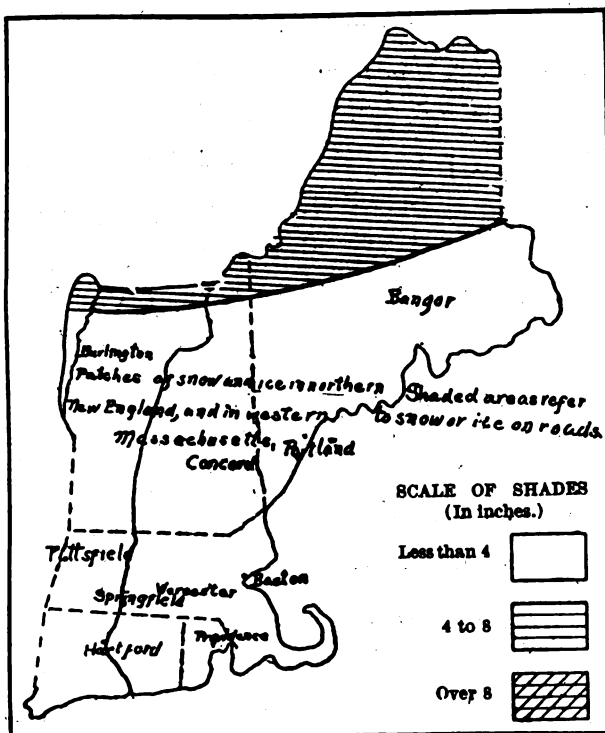 Bangor
Burlington
Patches of snow and ice in northern
New England, and in western
Massachusetts,
Shaded areas refer
to snow or ice on roads.
Portland
Concord
SCALE OF SHADES
(In inches.)
Less than 4
4 to 8
Over 8
Pittsfield
Worcester
Boston
Springfield
Hartford
Providence